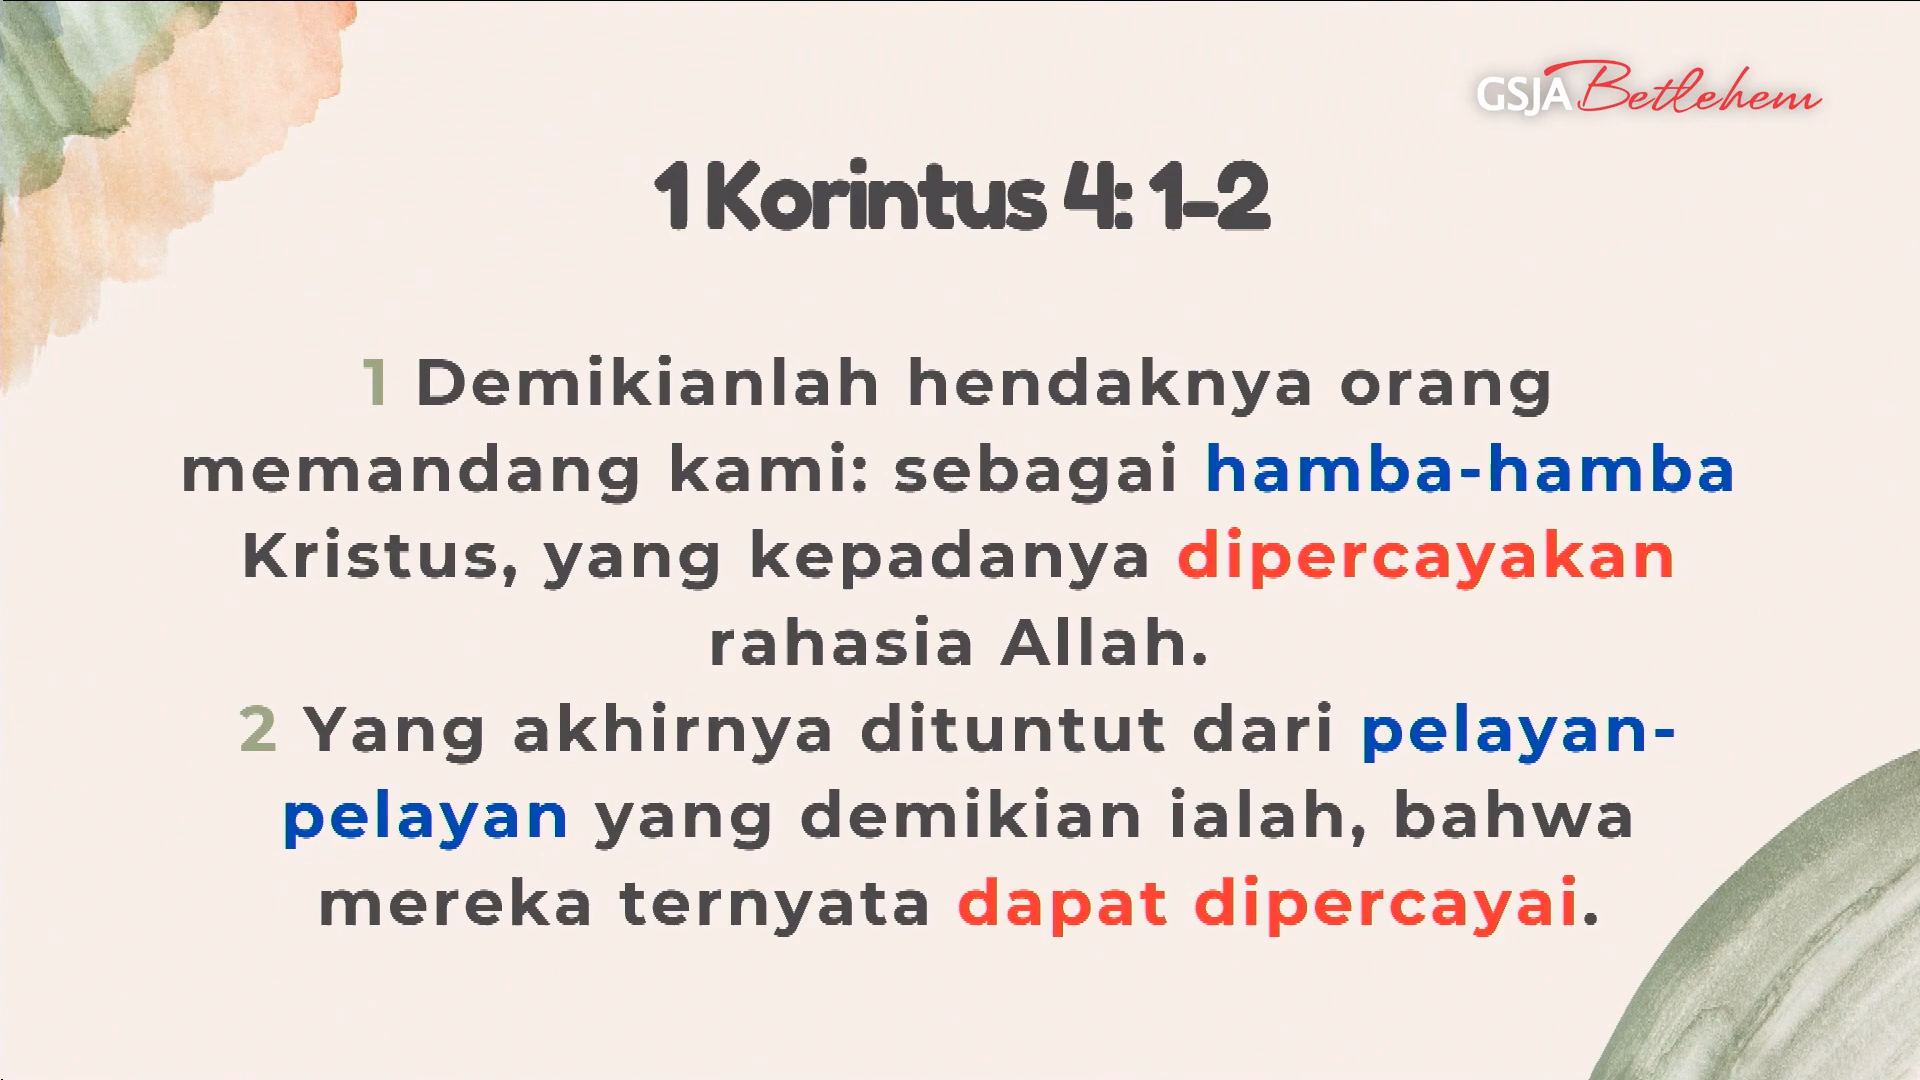 GSJA Betlehem
1 Korintus 4: 1-2
1 Demikianlah hendaknya orang
memandang kami: sebagai hamba-hamba
Kristus, yang kepadanya dipercayakan
rahasia Allah.
2 Yang akhirnya dituntut dari pelayan-
pelayan yang demikian ialah, bahwa
mereka ternyata dapat dipercayai.